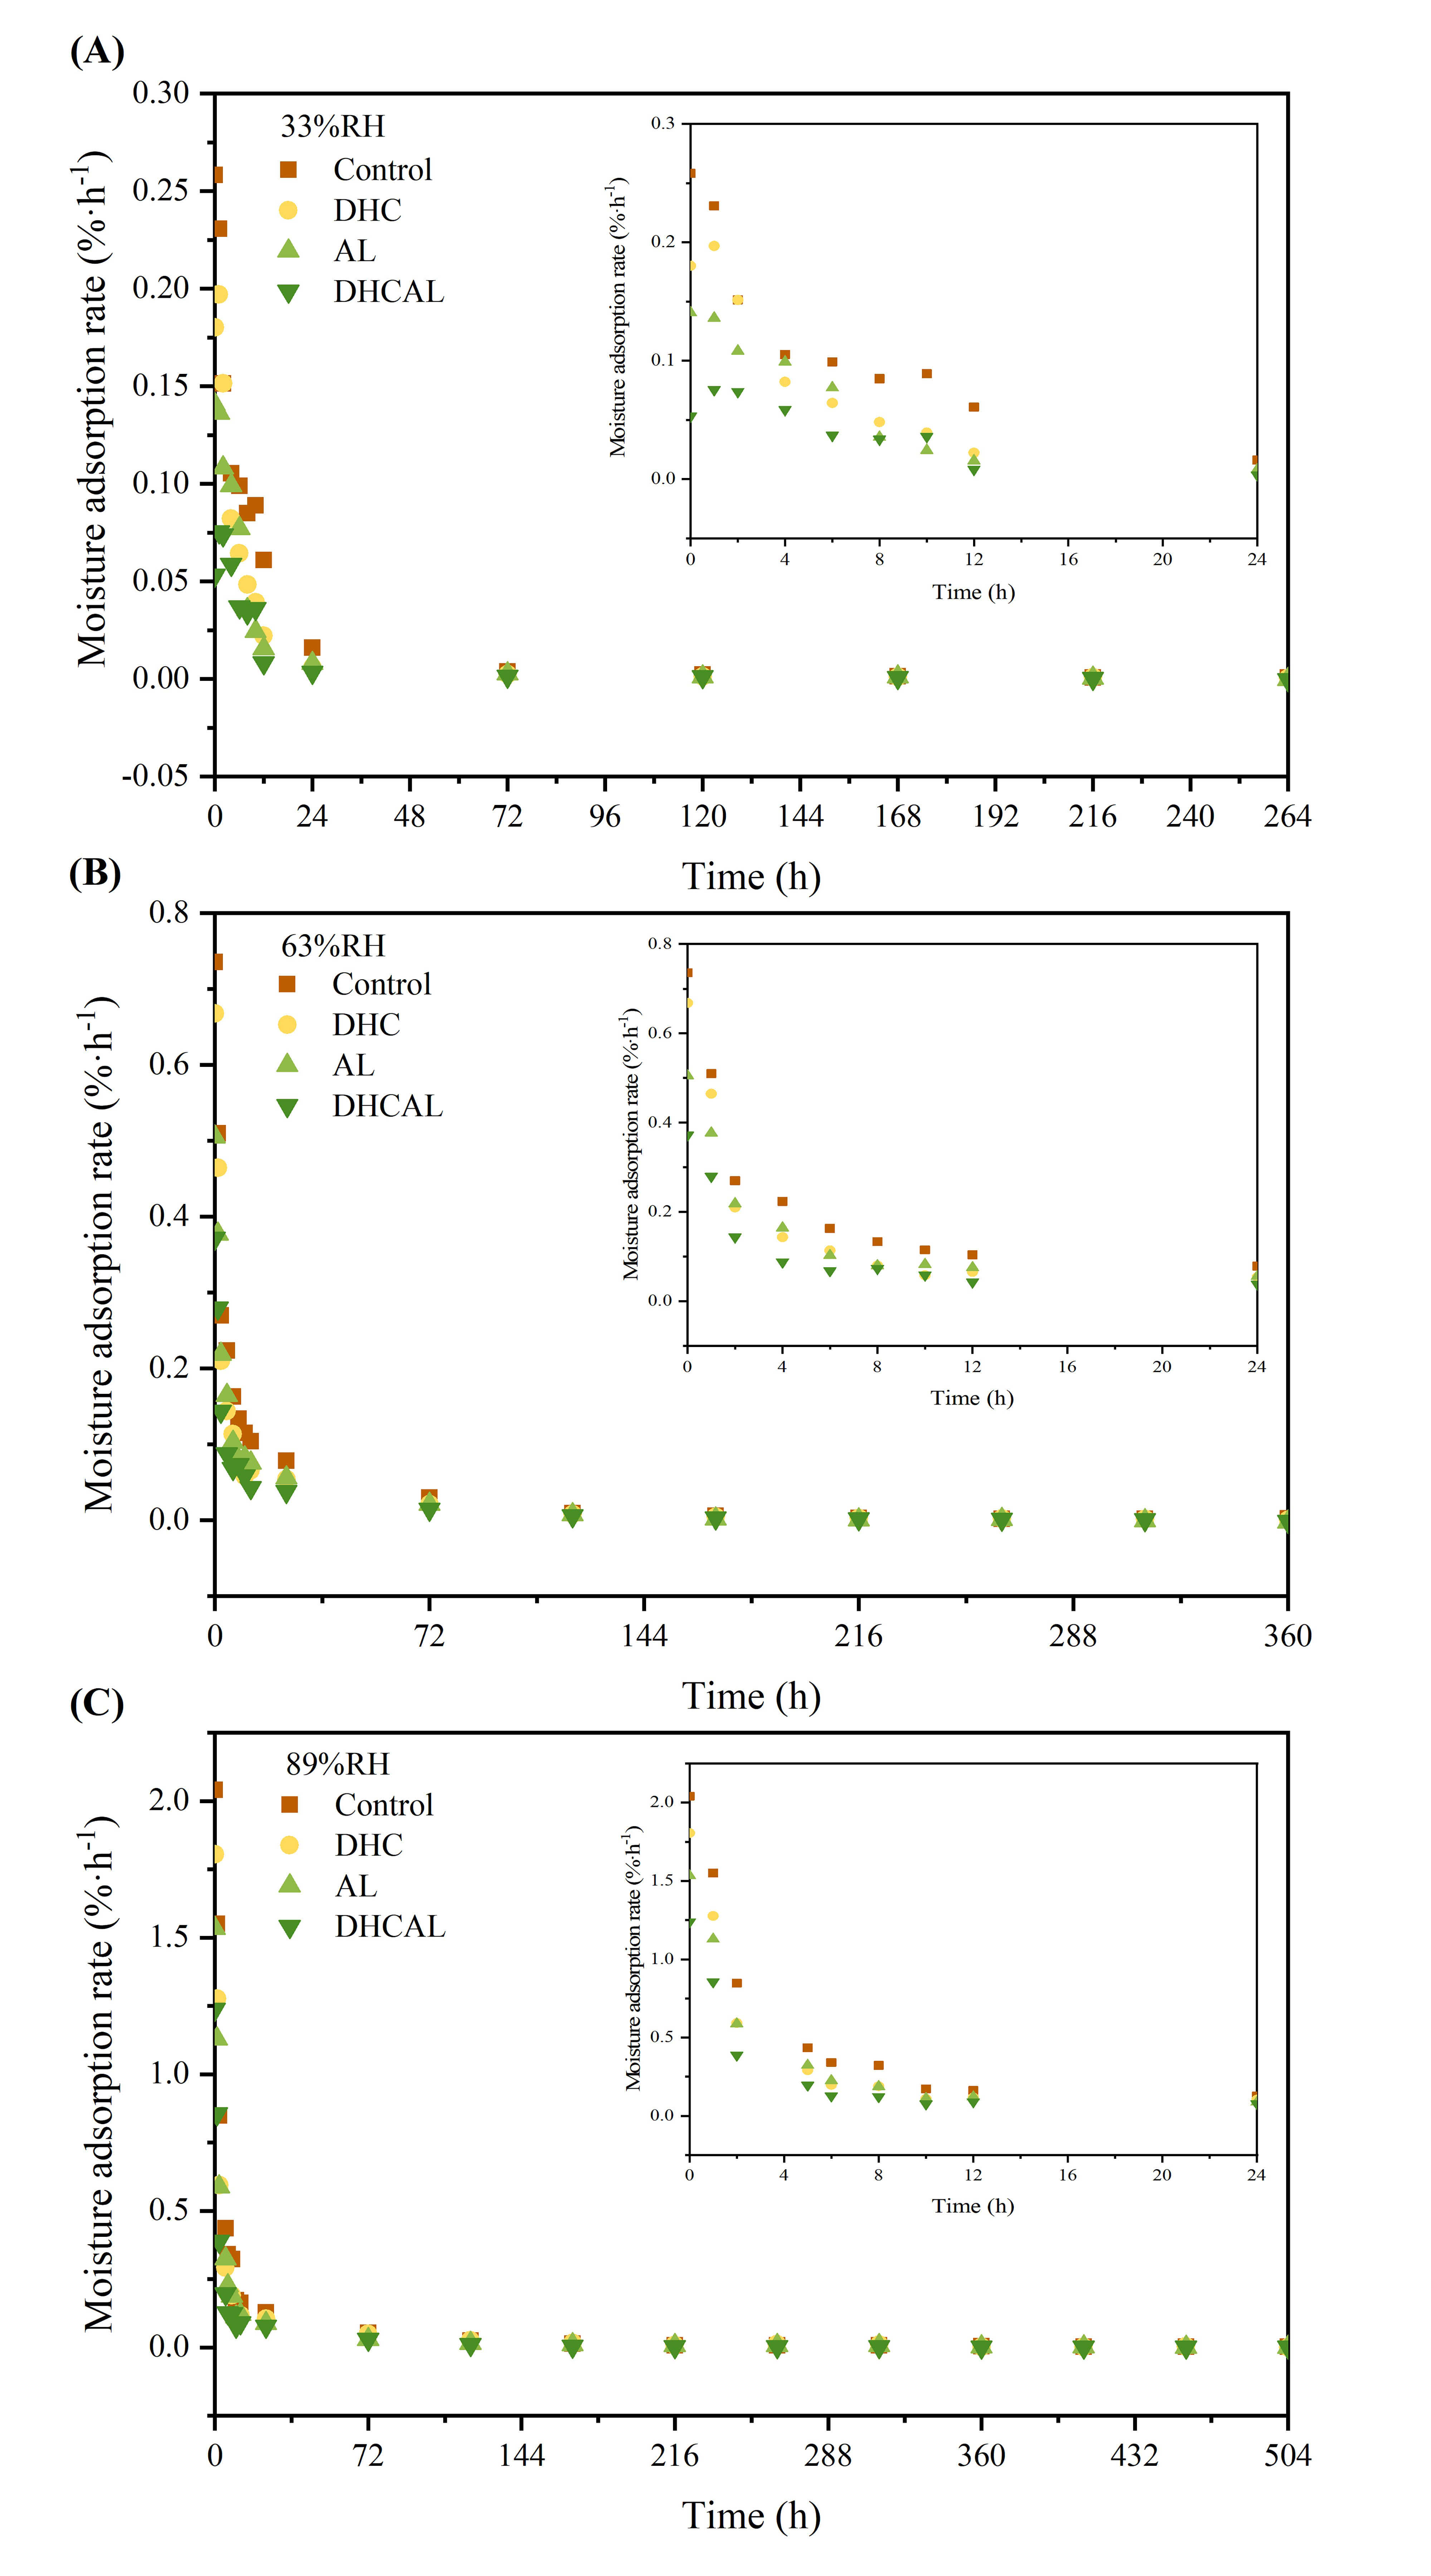 (A)
33%RH
Control
DHC
AL
DHCAL
Moisture adsorption rate (%·h⁻¹)
0.30
0.25
0.20
0.15
0.10
0.05
0.00
-0.05
0 24 48 72 96 120 144 168 192 216 240 264
Time (h)
Moisture adsorption rate (%·h⁻¹)
0.3
0.2
0.1
0.0
0 4 8 12 16 20 24
Time (h)
(B)
63%RH
Control
DHC
AL
DHCAL
Moisture adsorption rate (%·h⁻¹)
0.8
0.6
0.4
0.2
0.0
0 72 144 216 288 360
Time (h)
Moisture adsorption rate (%·h⁻¹)
0.8
0.6
0.4
0.2
0.0
0 4 8 12 16 20 24
Time (h)
(C)
89%RH
Control
DHC
AL
DHCAL
Moisture adsorption rate (%·h⁻¹)
2.0
1.5
1.0
0.5
0.0
0 72 144 216 288 360 432 504
Time (h)
Moisture adsorption rate (%·h⁻¹)
2.0
1.5
1.0
0.5
0.0
0 4 8 12 16 20 24
Time (h)